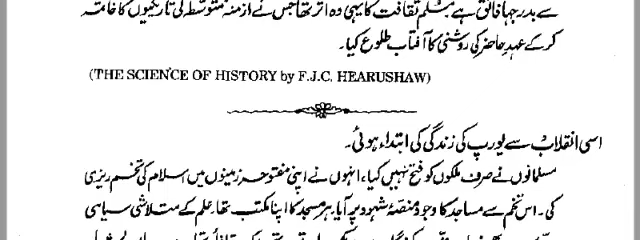 سے بدرجہا فائق ہے، مسلم ثقافت کا یہی وہ اثر تھا جس نے ازمنہ متوسط کی تاریکیوں کا خاتمہ
کر کے عہدِ حاضر کی روشنی کا آفتاب طلوع کیا۔
(THE SCIENCE OF HISTORY by F.J.C. HEARUSHAW)
اسی انقلاب سے یورپ کی زندگی کی ابتداء ہوئی۔
مسلمانوں نے صرف ملکوں کو فتح نہیں کیا، انہوں نے اپنی مفتوحہ زمینوں میں اسلام کی تخم ریزی
کی۔ اس تخم سے مساجد کا وجود منصۂ شہود پر آیا، ہر مسجد کا اپنا مکتب تھا، علم کے متلاشی سیاسی